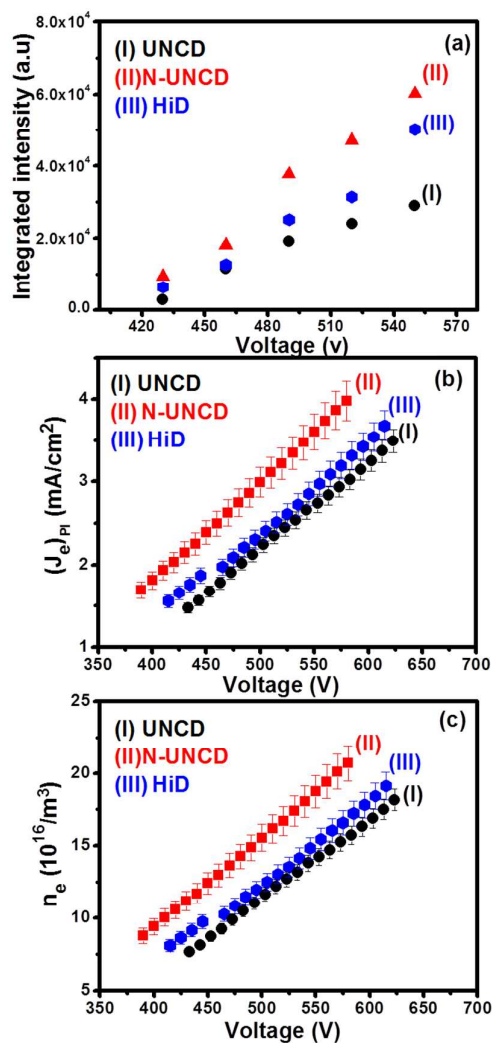 (a)
(I) UNCD
(II)N-UNCD
(III) HiD
(II)
(III)
(I)
Integrated intensity (a.u)
8.0x10⁴
6.0x10⁴
4.0x10⁴
2.0x10⁴
0.0
420 450 480 510 540 570
Voltage (v)
(b)
(I) UNCD
(II) N-UNCD
(III) HiD
(II)
(III)
(I)
(Jₑ)PI (mA/cm²)
4
3
2
1
350 400 450 500 550 600 650 700
Voltage (V)
(c)
(I) UNCD
(II)N-UNCD
(III) HiD
(II)
(III)
(I)
nₑ (10¹⁶/m³)
25
20
15
10
5
350 400 450 500 550 600 650 700
Voltage (V)